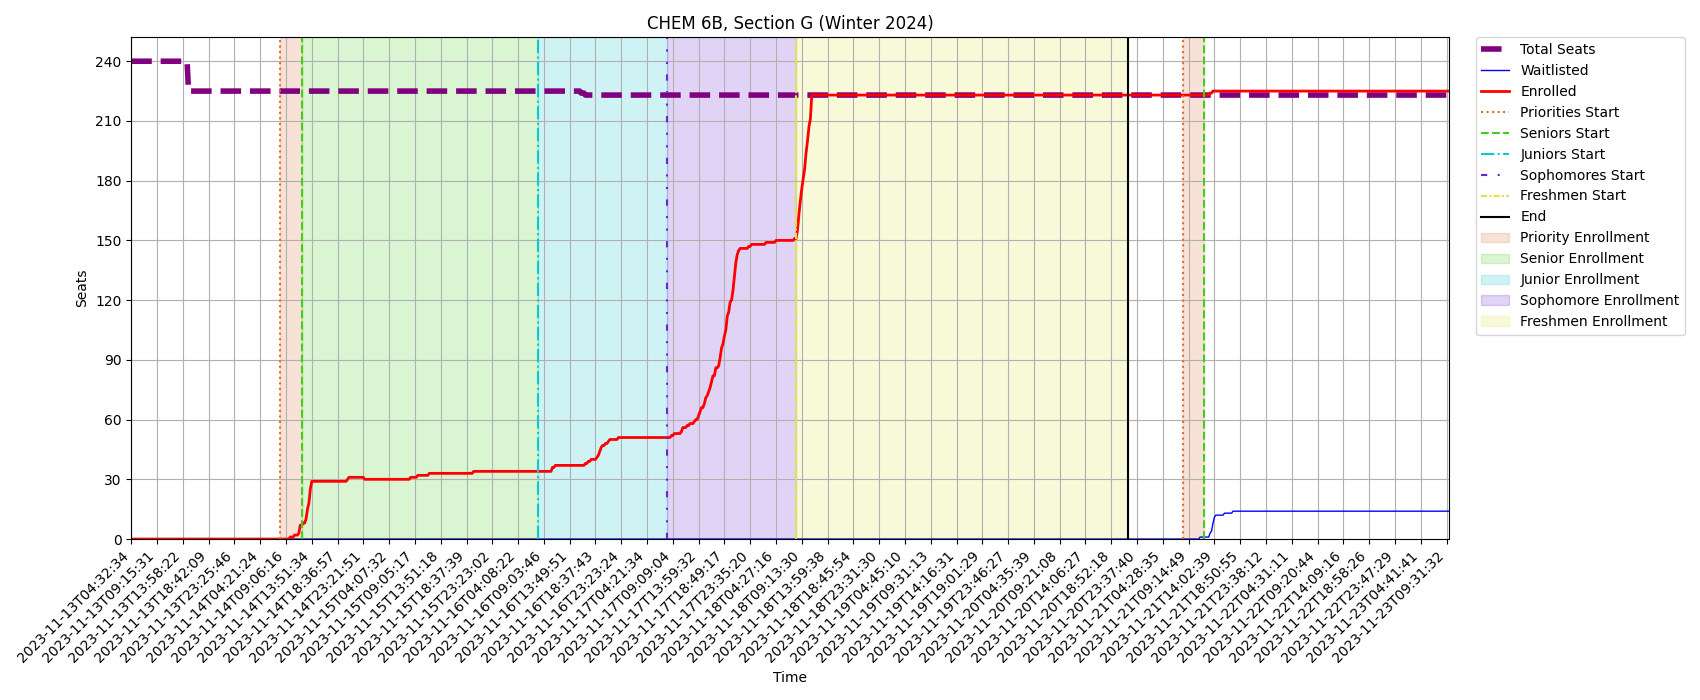 CHEM 6B, Section G (Winter 2024)
Seats
240
210
180
150
120
90
60
30
0
2023-11-13T04:32:34
2023-11-13T09:15:31
2023-11-13T13:58:22
2023-11-13T18:42:09
2023-11-13T23:25:46
2023-11-14T04:21:24
2023-11-14T09:06:16
2023-11-14T13:51:34
2023-11-14T18:36:57
2023-11-14T23:21:51
2023-11-15T04:07:32
2023-11-15T09:05:17
2023-11-15T13:51:18
2023-11-15T18:37:39
2023-11-15T23:23:02
2023-11-16T04:08:22
2023-11-16T09:03:46
2023-11-16T13:49:51
2023-11-16T18:37:43
2023-11-16T23:23:24
2023-11-17T04:21:34
2023-11-17T09:09:04
2023-11-17T13:59:32
2023-11-17T18:49:17
2023-11-17T23:35:20
2023-11-18T04:27:16
2023-11-18T09:13:30
2023-11-18T13:59:38
2023-11-18T18:45:54
2023-11-18T23:31:30
2023-11-19T04:45:10
2023-11-19T09:31:13
2023-11-19T14:16:31
2023-11-19T19:01:29
2023-11-19T23:46:27
2023-11-20T04:35:39
2023-11-20T09:21:08
2023-11-20T14:06:27
2023-11-20T18:52:18
2023-11-20T23:37:40
2023-11-21T04:28:35
2023-11-21T09:14:49
2023-11-21T14:02:39
2023-11-21T18:50:55
2023-11-21T23:38:12
2023-11-22T04:31:11
2023-11-22T09:20:44
2023-11-22T14:09:16
2023-11-22T18:58:26
2023-11-22T23:47:29
2023-11-23T04:41:41
2023-11-23T09:31:32
Time
Total Seats
Waitlisted
Enrolled
Priorities Start
Seniors Start
Juniors Start
Sophomores Start
Freshmen Start
End
Priority Enrollment
Senior Enrollment
Junior Enrollment
Sophomore Enrollment
Freshmen Enrollment